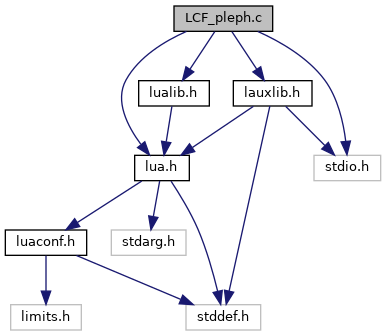 LCF_pleph.c
lualib.h
lauxlib.h
lua.h
stdio.h
luaconf.h
stdarg.h
limits.h
stddef.h